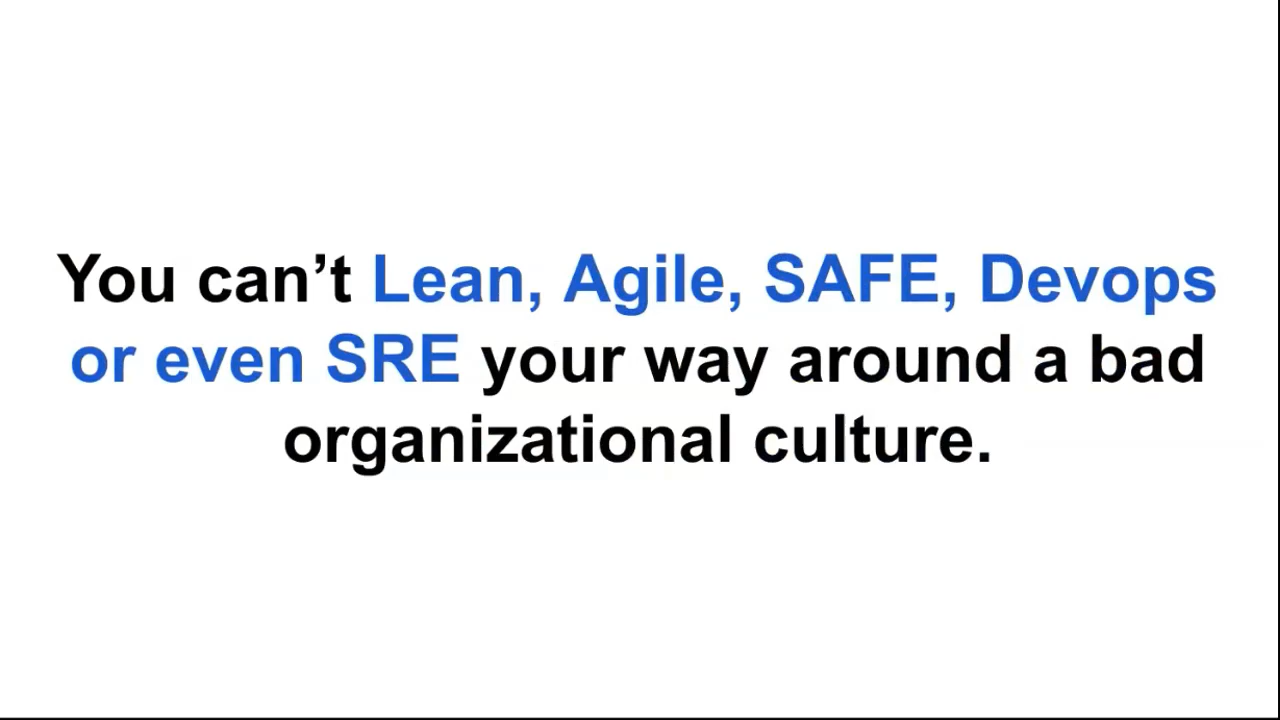 You can’t Lean, Agile, SAFE, Devops
or even SRE your way around a bad
organizational culture.